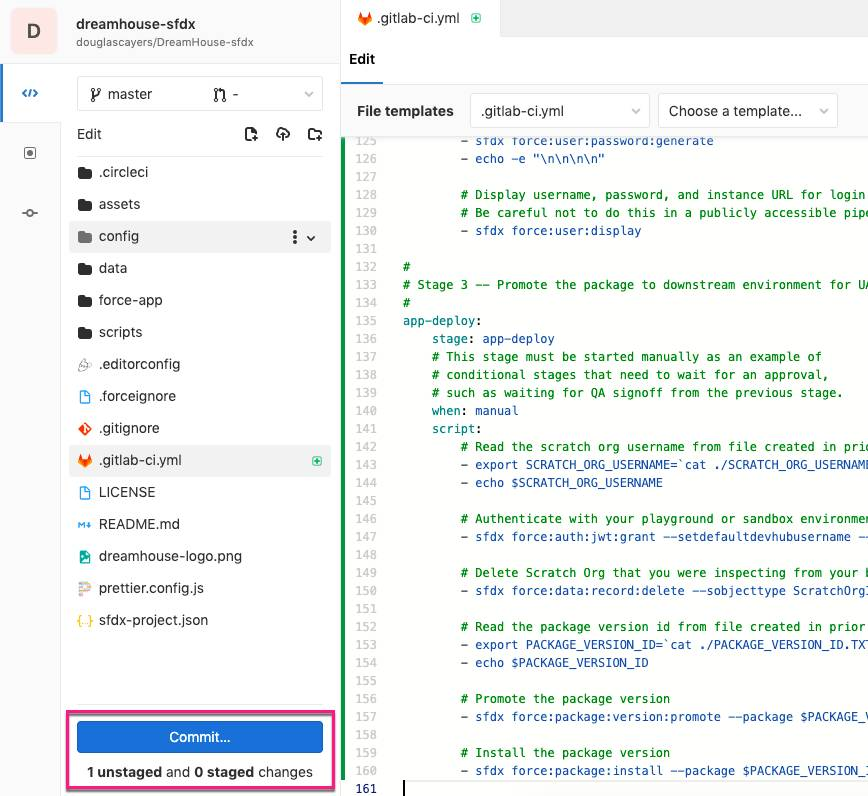 D
dreamhouse-sfdx
douglascayers/DreamHouse-sfdx
master
-
Edit
.circleci
assets
config
data
force-app
scripts
.editorconfig
.forceignore
.gitignore
.gitlab-ci.yml
LICENSE
README.md
dreamhouse-logo.png
prettier.config.js
sfdx-project.json
Commit...
1 unstaged and 0 staged changes
.gitlab-ci.yml
Edit
File templates
.gitlab-ci.yml
Choose a template...
125 - sfdx force:user:password:generate
126 - echo -e "\n\n\n\n"
127
128 # Display username, password, and instance URL for login
129 # Be careful not to do this in a publicly accessible pipe
130 - sfdx force:user:display
131
132 #
133 # Stage 3 -- Promote the package to downstream environment for UA
134 #
135 app-deploy:
136 stage: app-deploy
137 # This stage must be started manually as an example of
138 # conditional stages that need to wait for an approval,
139 # such as waiting for QA signoff from the previous stage.
140 when: manual
141 script:
142 # Read the scratch org username from file created in prio
143 - export SCRATCH_ORG_USERNAME=`cat ./SCRATCH_ORG_USERNAME
144 - echo $SCRATCH_ORG_USERNAME
145
146 # Authenticate with your playground or sandbox environmen
147 - sfdx force:auth:jwt:grant --setdefaultdevhubusername --
148
149 # Delete Scratch Org that you were inspecting from your
150 - sfdx force:data:record:delete --sobjecttype ScratchOrgI
151
152 # Read the package version id from file created in prior
153 - export PACKAGE_VERSION_ID=`cat ./PACKAGE_VERSION_ID.TXT
154 - echo $PACKAGE_VERSION_ID
155
156 # Promote the package version
157 - sfdx force:package:version:promote --package $PACKAGE_V
158
159 # Install the package version
160 - sfdx force:package:install --package $PACKAGE_VERSION_I
161